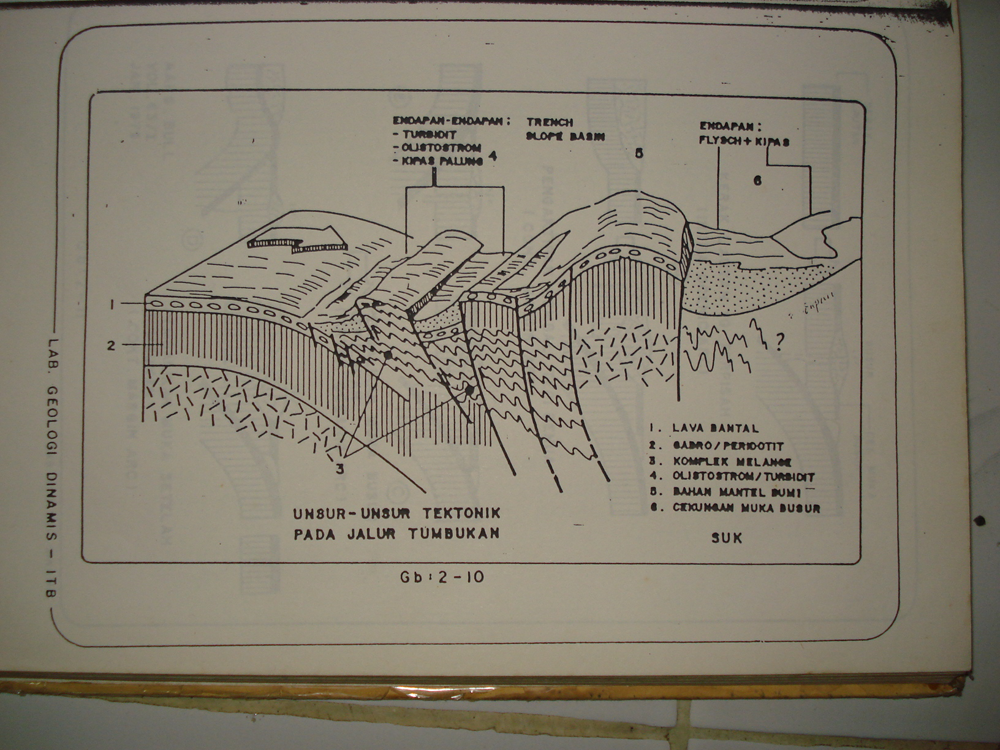 ENDAPAN-ENDAPAN :
- TURBIDIT
- OLISTOSTROM
- KIPAS PALUNG
4
TRENCH
SLOPE BASIN
5
ENDAPAN :
FLYSCH + KIPAS
6
1
2
3
?
1. LAVA BANTAL
2. GABRO/PERIDOTIT
3. KOMPLEK MELANGE
4. OLISTOSTROM/TURBIDIT
5. BAHAN MANTEL BUMI
6. CEKUNGAN MUKA BUSUR
UNSUR-UNSUR TEKTONIK
PADA JALUR TUMBUKAN
SUK
Gb : 2-10
LAB. GEOLOGI DINAMIS - ITB